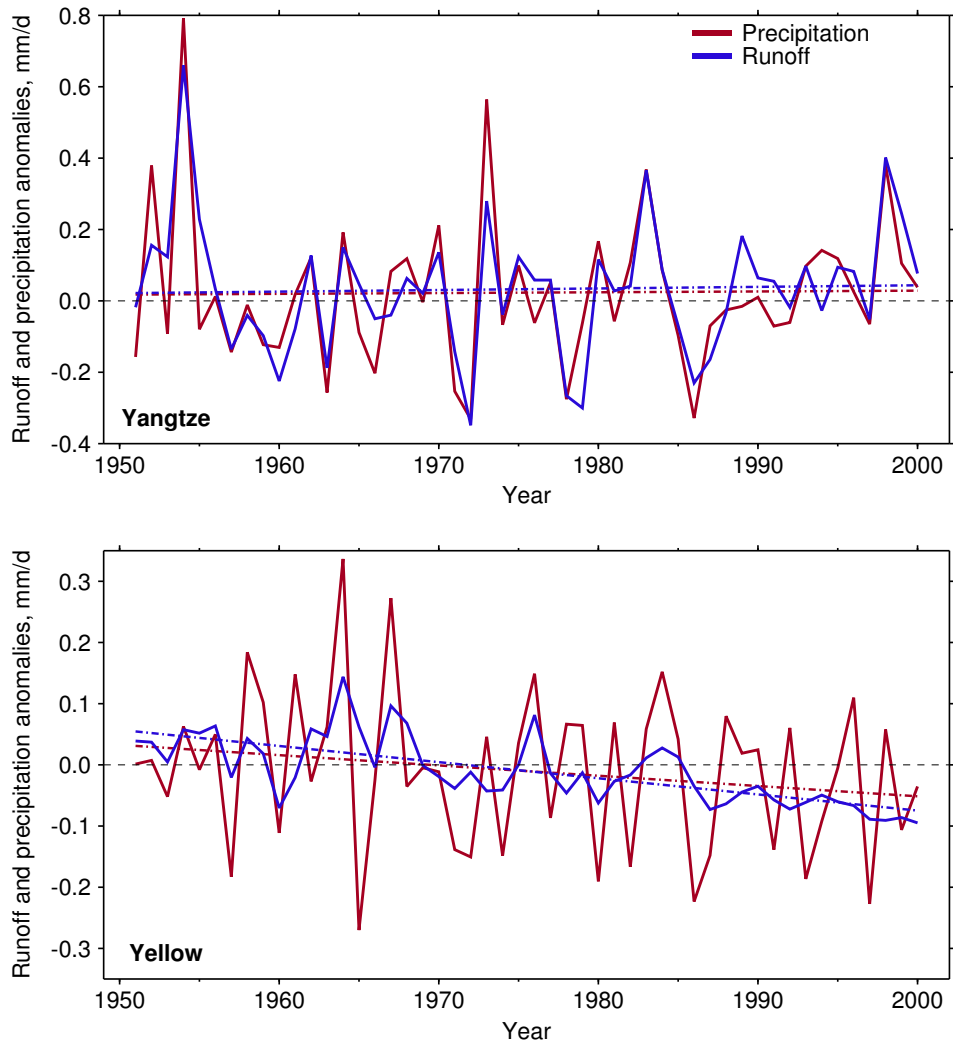 Runoff and precipitation anomalies, mm/d
0.8
0.6
0.4
0.2
0.0
-0.2
-0.4
Precipitation
Runoff
Yangtze
1950 1960 1970 1980 1990 2000
Year
Runoff and precipitation anomalies, mm/d
0.3
0.2
0.1
0.0
-0.1
-0.2
-0.3
Yellow
1950 1960 1970 1980 1990 2000
Year